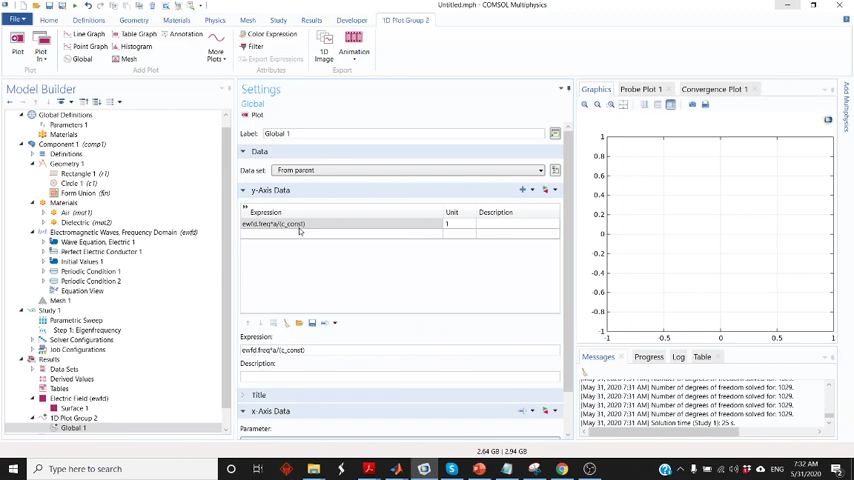 Untitled.mph - COMSOL Multiphysics
File Home Definitions Geometry Materials Physics Mesh Study Results Developer 1D Plot Group 2
Line Graph Table Graph Annotation Color Expression
Point Graph Histogram Filter
Global Mesh Export Expressions
Plot Plot In More Plots 1D Image Animation
Plot Add Plot Attributes Export
Model Builder
Global Definitions
Parameters 1
Materials
Component 1 (comp1)
Definitions
Geometry 1
Rectangle 1 (r1)
Circle 1 (c1)
Form Union (fin)
Materials
Air (mat1)
Dielectric (mat2)
Electromagnetic Waves, Frequency Domain (ewfd)
Wave Equation, Electric 1
Perfect Electric Conductor 1
Initial Values 1
Periodic Condition 1
Periodic Condition 2
Equation View
Mesh 1
Study 1
Parametric Sweep
Step 1: Eigenfrequency
Solver Configurations
Job Configurations
Results
Data Sets
Derived Values
Tables
Electric Field (ewfd)
Surface 1
1D Plot Group 2
Global 1
Settings
Global
Plot
Label: Global 1
Data
Data set: From parent
y-Axis Data
Expression Unit Description
ewfd.freq*a/(c_const) 1
Expression:
ewfd.freq*a/(c_const)
Description:
Title
x-Axis Data
Parameter:
Graphics Probe Plot 1 Convergence Plot 1
1
0.8
0.6
0.4
0.2
0
-0.2
-0.4
-0.6
-0.8
-1
-1 -0.5 0 0.5 1
Messages Progress Log Table
[May 31, 2020 7:31 AM] Number of degrees of freedom solved for: 1029.
[May 31, 2020 7:31 AM] Number of degrees of freedom solved for: 1029.
[May 31, 2020 7:31 AM] Number of degrees of freedom solved for: 1029.
[May 31, 2020 7:31 AM] Number of degrees of freedom solved for: 1029.
[May 31, 2020 7:31 AM] Solution time (Study 1): 25 s.
Add Multiphysics
2.64 GB | 2.94 GB
Type here to search
ENG
7:32 AM
5/31/2020